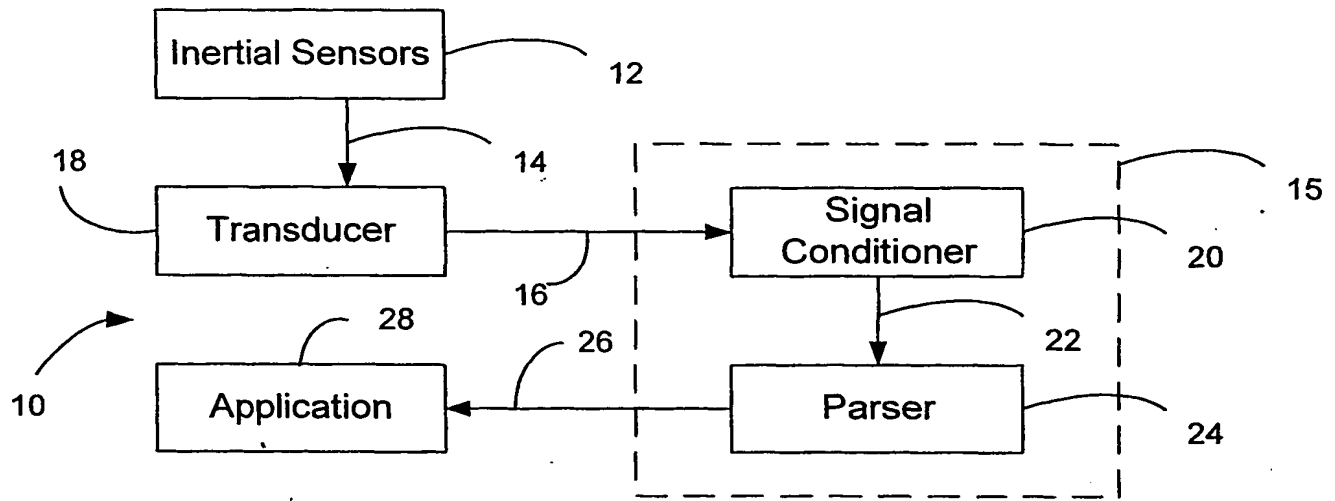 Inertial Sensors
12
14
18
Transducer
16
15
Signal
Conditioner
20
22
10
28
Application
26
Parser
24